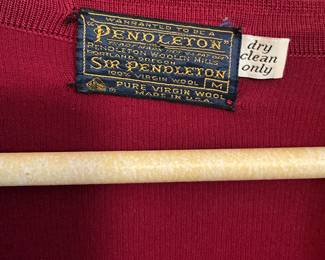 WARRANTED TO BE A
"PENDLETON"
PENDLETON WOOLEN MILLS
PORTLAND, OREGON
SIR PENDLETON
100% VIRGIN WOOL M
PURE VIRGIN WOOL
MADE IN U.S.A.
dry
clean
only